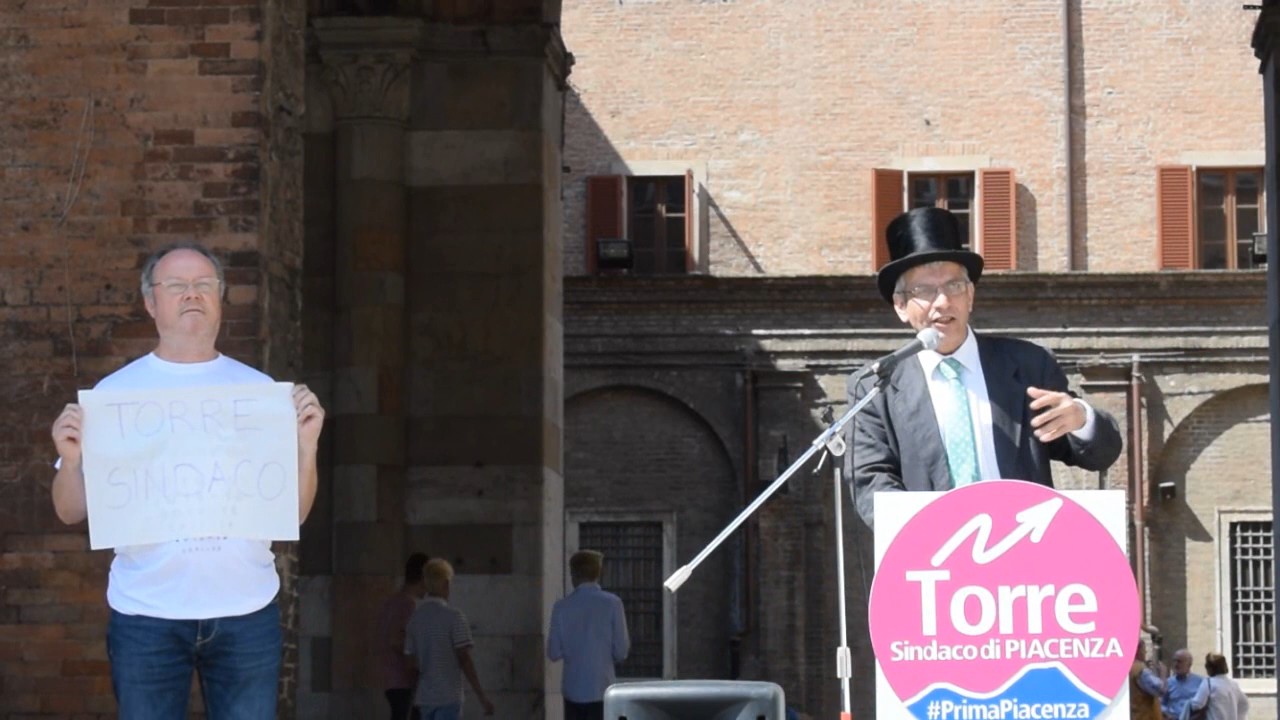 TORRE
SINDACO
Torre
Sindaco di PIACENZA
#PrimaPiacenza